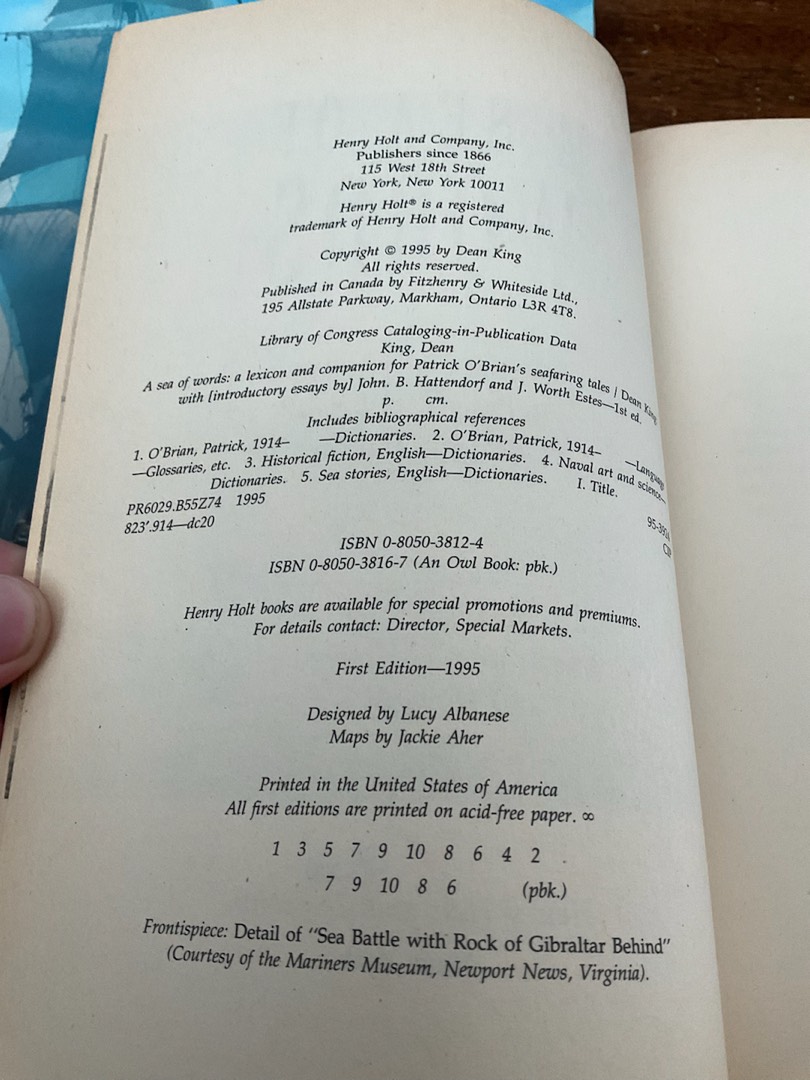 Henry Holt and Company, Inc.
Publishers since 1866
115 West 18th Street
New York, New York 10011
Henry Holt® is a registered
trademark of Henry Holt and Company, Inc.
Copyright © 1995 by Dean King
All rights reserved.
Published in Canada by Fitzhenry & Whiteside Ltd.,
195 Allstate Parkway, Markham, Ontario L3R 4T8.
Library of Congress Cataloging-in-Publication Data
King, Dean
A sea of words: a lexicon and companion for Patrick O'Brian's seafaring tales / Dean King
with [introductory essays by] John. B. Hattendorf and J. Worth Estes—1st ed.
p. cm.
Includes bibliographical references
1. O'Brian, Patrick, 1914– —Dictionaries. 2. O'Brian, Patrick, 1914– —Language
—Glossaries, etc. 3. Historical fiction, English—Dictionaries. 4. Naval art and science—
Dictionaries. 5. Sea stories, English—Dictionaries. I. Title.
PR6029.B55Z74 1995
823'.914—dc20
ISBN 0-8050-3812-4
ISBN 0-8050-3816-7 (An Owl Book: pbk.)
Henry Holt books are available for special promotions and premiums.
For details contact: Director, Special Markets.
First Edition—1995
Designed by Lucy Albanese
Maps by Jackie Aher
Printed in the United States of America
All first editions are printed on acid-free paper. ∞
1 3 5 7 9 10 8 6 4 2
7 9 10 8 6 (pbk.)
Frontispiece: Detail of "Sea Battle with Rock of Gibraltar Behind"
(Courtesy of the Mariners Museum, Newport News, Virginia).